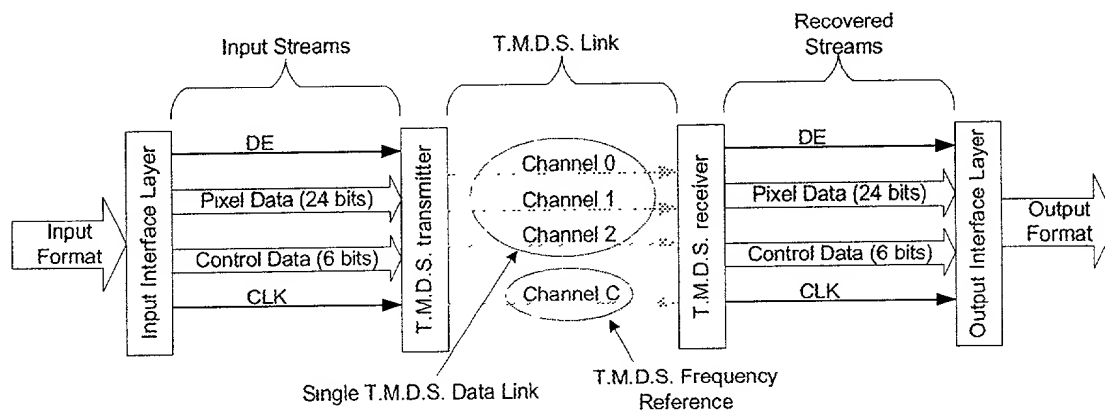 Input Streams
T.M.D.S. Link
Recovered
Streams
Input
Format
Input Interface Layer
DE
Pixel Data (24 bits)
Control Data (6 bits)
CLK
T.M.D.S. transmitter
Channel 0
Channel 1
Channel 2
Channel C
T.M.D.S. receiver
DE
Pixel Data (24 bits)
Control Data (6 bits)
CLK
Output Interface Layer
Output
Format
Single T.M.D.S. Data Link
T.M.D.S. Frequency
Reference